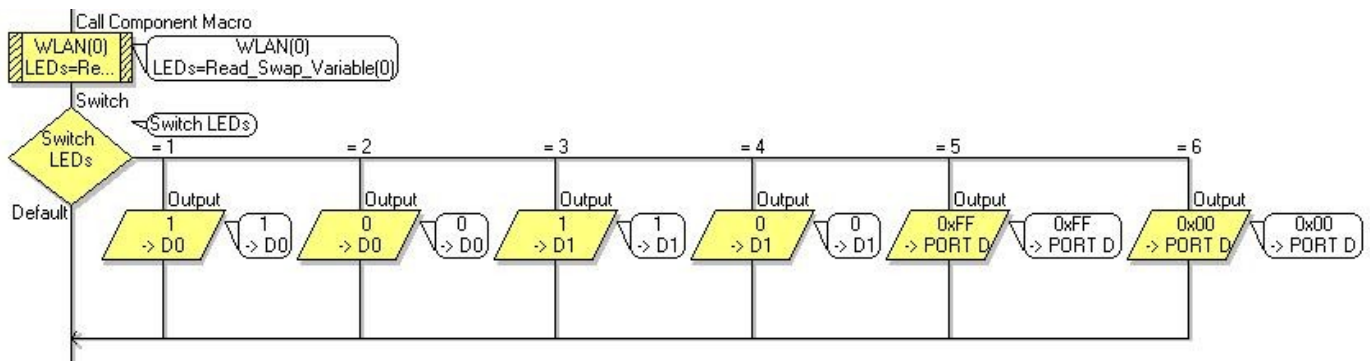 Call Component Macro
WLAN(0)
LEDs=Re...
WLAN(0)
LEDs=Read_Swap_Variable(0)
Switch
Switch LEDs
Switch
LEDs
= 1
= 2
= 3
= 4
= 5
= 6
Default
Output
1
-> D0
1
-> D0
Output
0
-> D0
0
-> D0
Output
1
-> D1
1
-> D1
Output
0
-> D1
0
-> D1
Output
0xFF
-> PORT D
0xFF
-> PORT D
Output
0x00
-> PORT D
0x00
-> PORT D